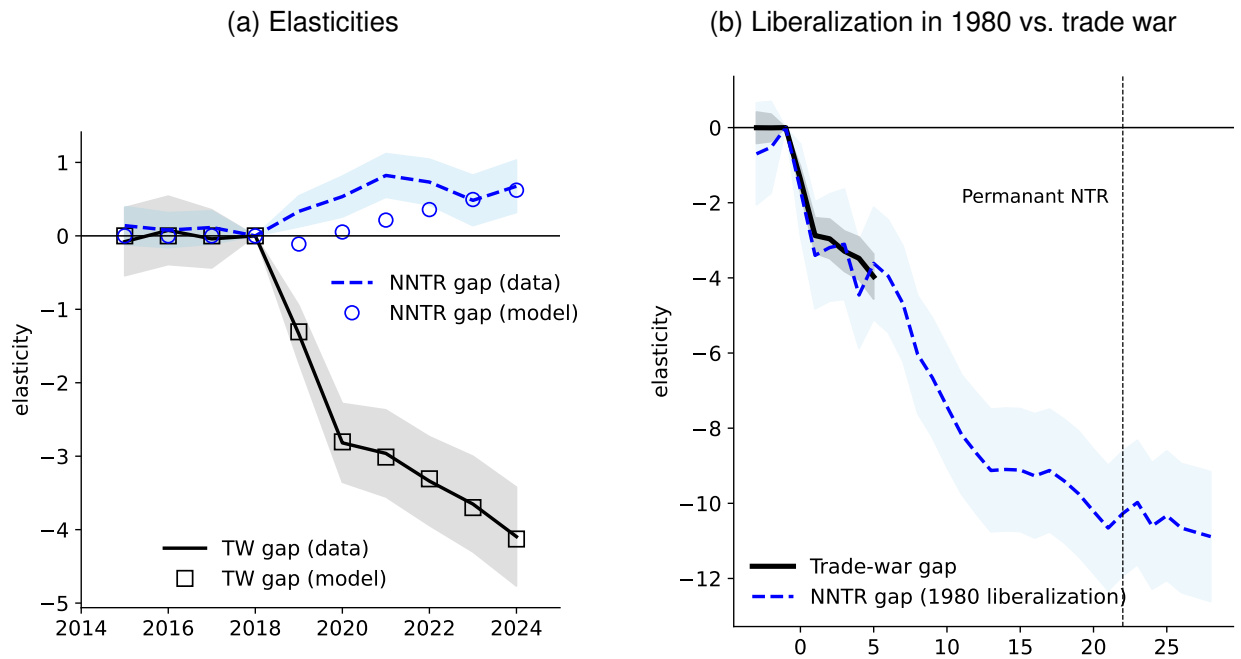 (a) Elasticities
elasticity
1
0
−1
−2
−3
−4
−5
NNTR gap (data)
NNTR gap (model)
TW gap (data)
TW gap (model)
2014 2016 2018 2020 2022 2024
(b) Liberalization in 1980 vs. trade war
elasticity
0
−2
−4
−6
−8
−10
−12
Permanant NTR
Trade-war gap
NNTR gap (1980 liberalization)
0 5 10 15 20 25